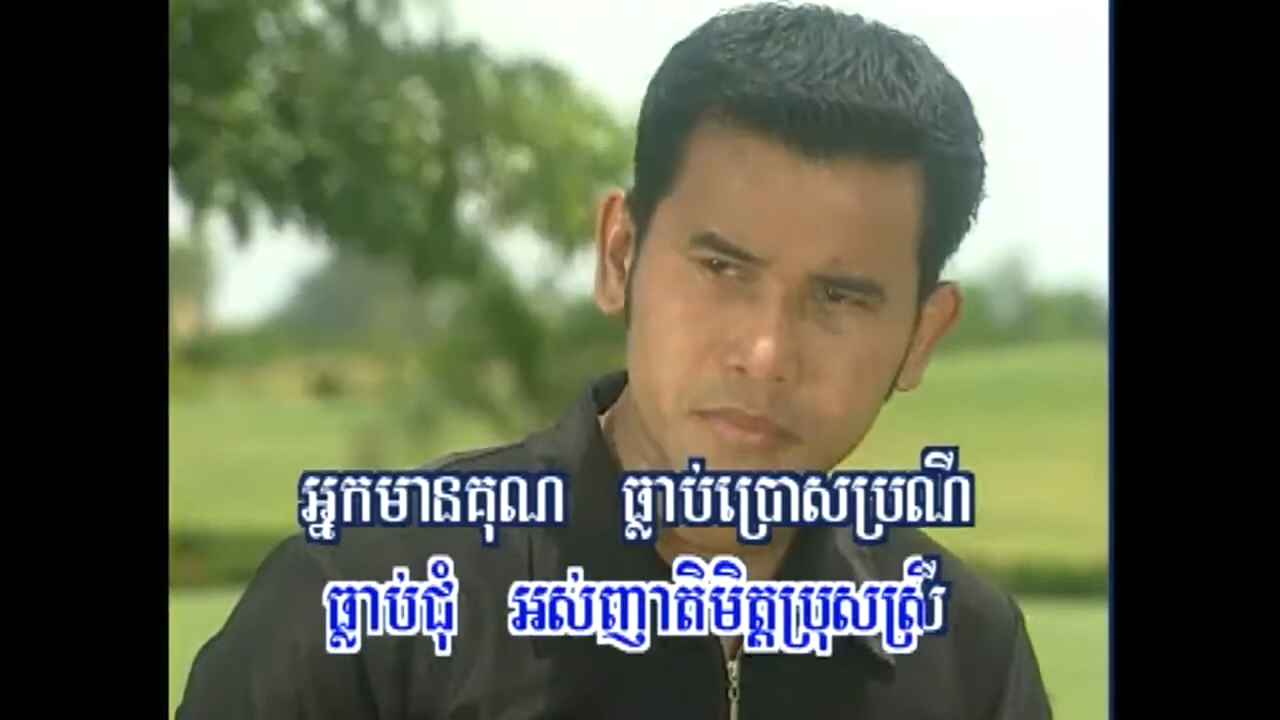 អ្នកមានគុណ ធ្លាប់ប្រោសប្រណី
ធ្លាប់ជុំ អស់ញាតិមិត្តប្រុសស្រី